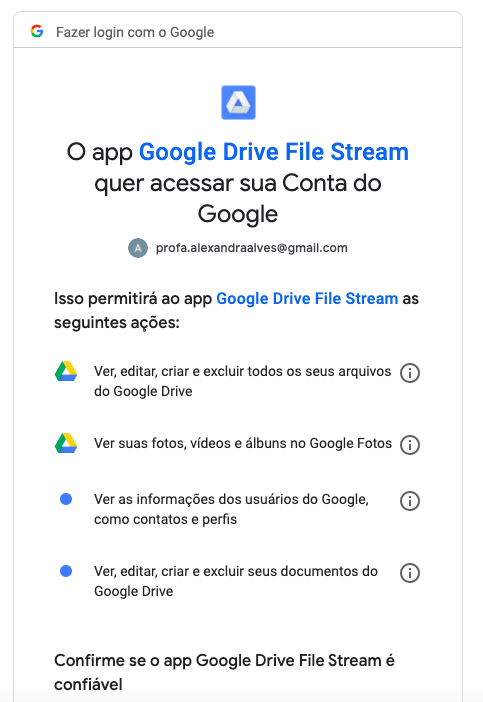 Fazer login com o Google
O app Google Drive File Stream
quer acessar sua Conta do
Google
A profa.alexandraalves@gmail.com
Isso permitirá ao app Google Drive File Stream as
seguintes ações:
Ver, editar, criar e excluir todos os seus arquivos
do Google Drive
Ver suas fotos, vídeos e álbuns no Google Fotos
Ver as informações dos usuários do Google,
como contatos e perfis
Ver, editar, criar e excluir seus documentos do
Google Drive
Confirme se o app Google Drive File Stream é
confiável